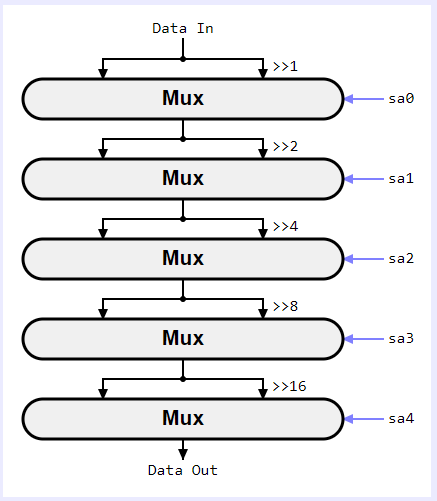 Data In
>>1
Mux
sa0
>>2
Mux
sa1
>>4
Mux
sa2
>>8
Mux
sa3
>>16
Mux
sa4
Data Out